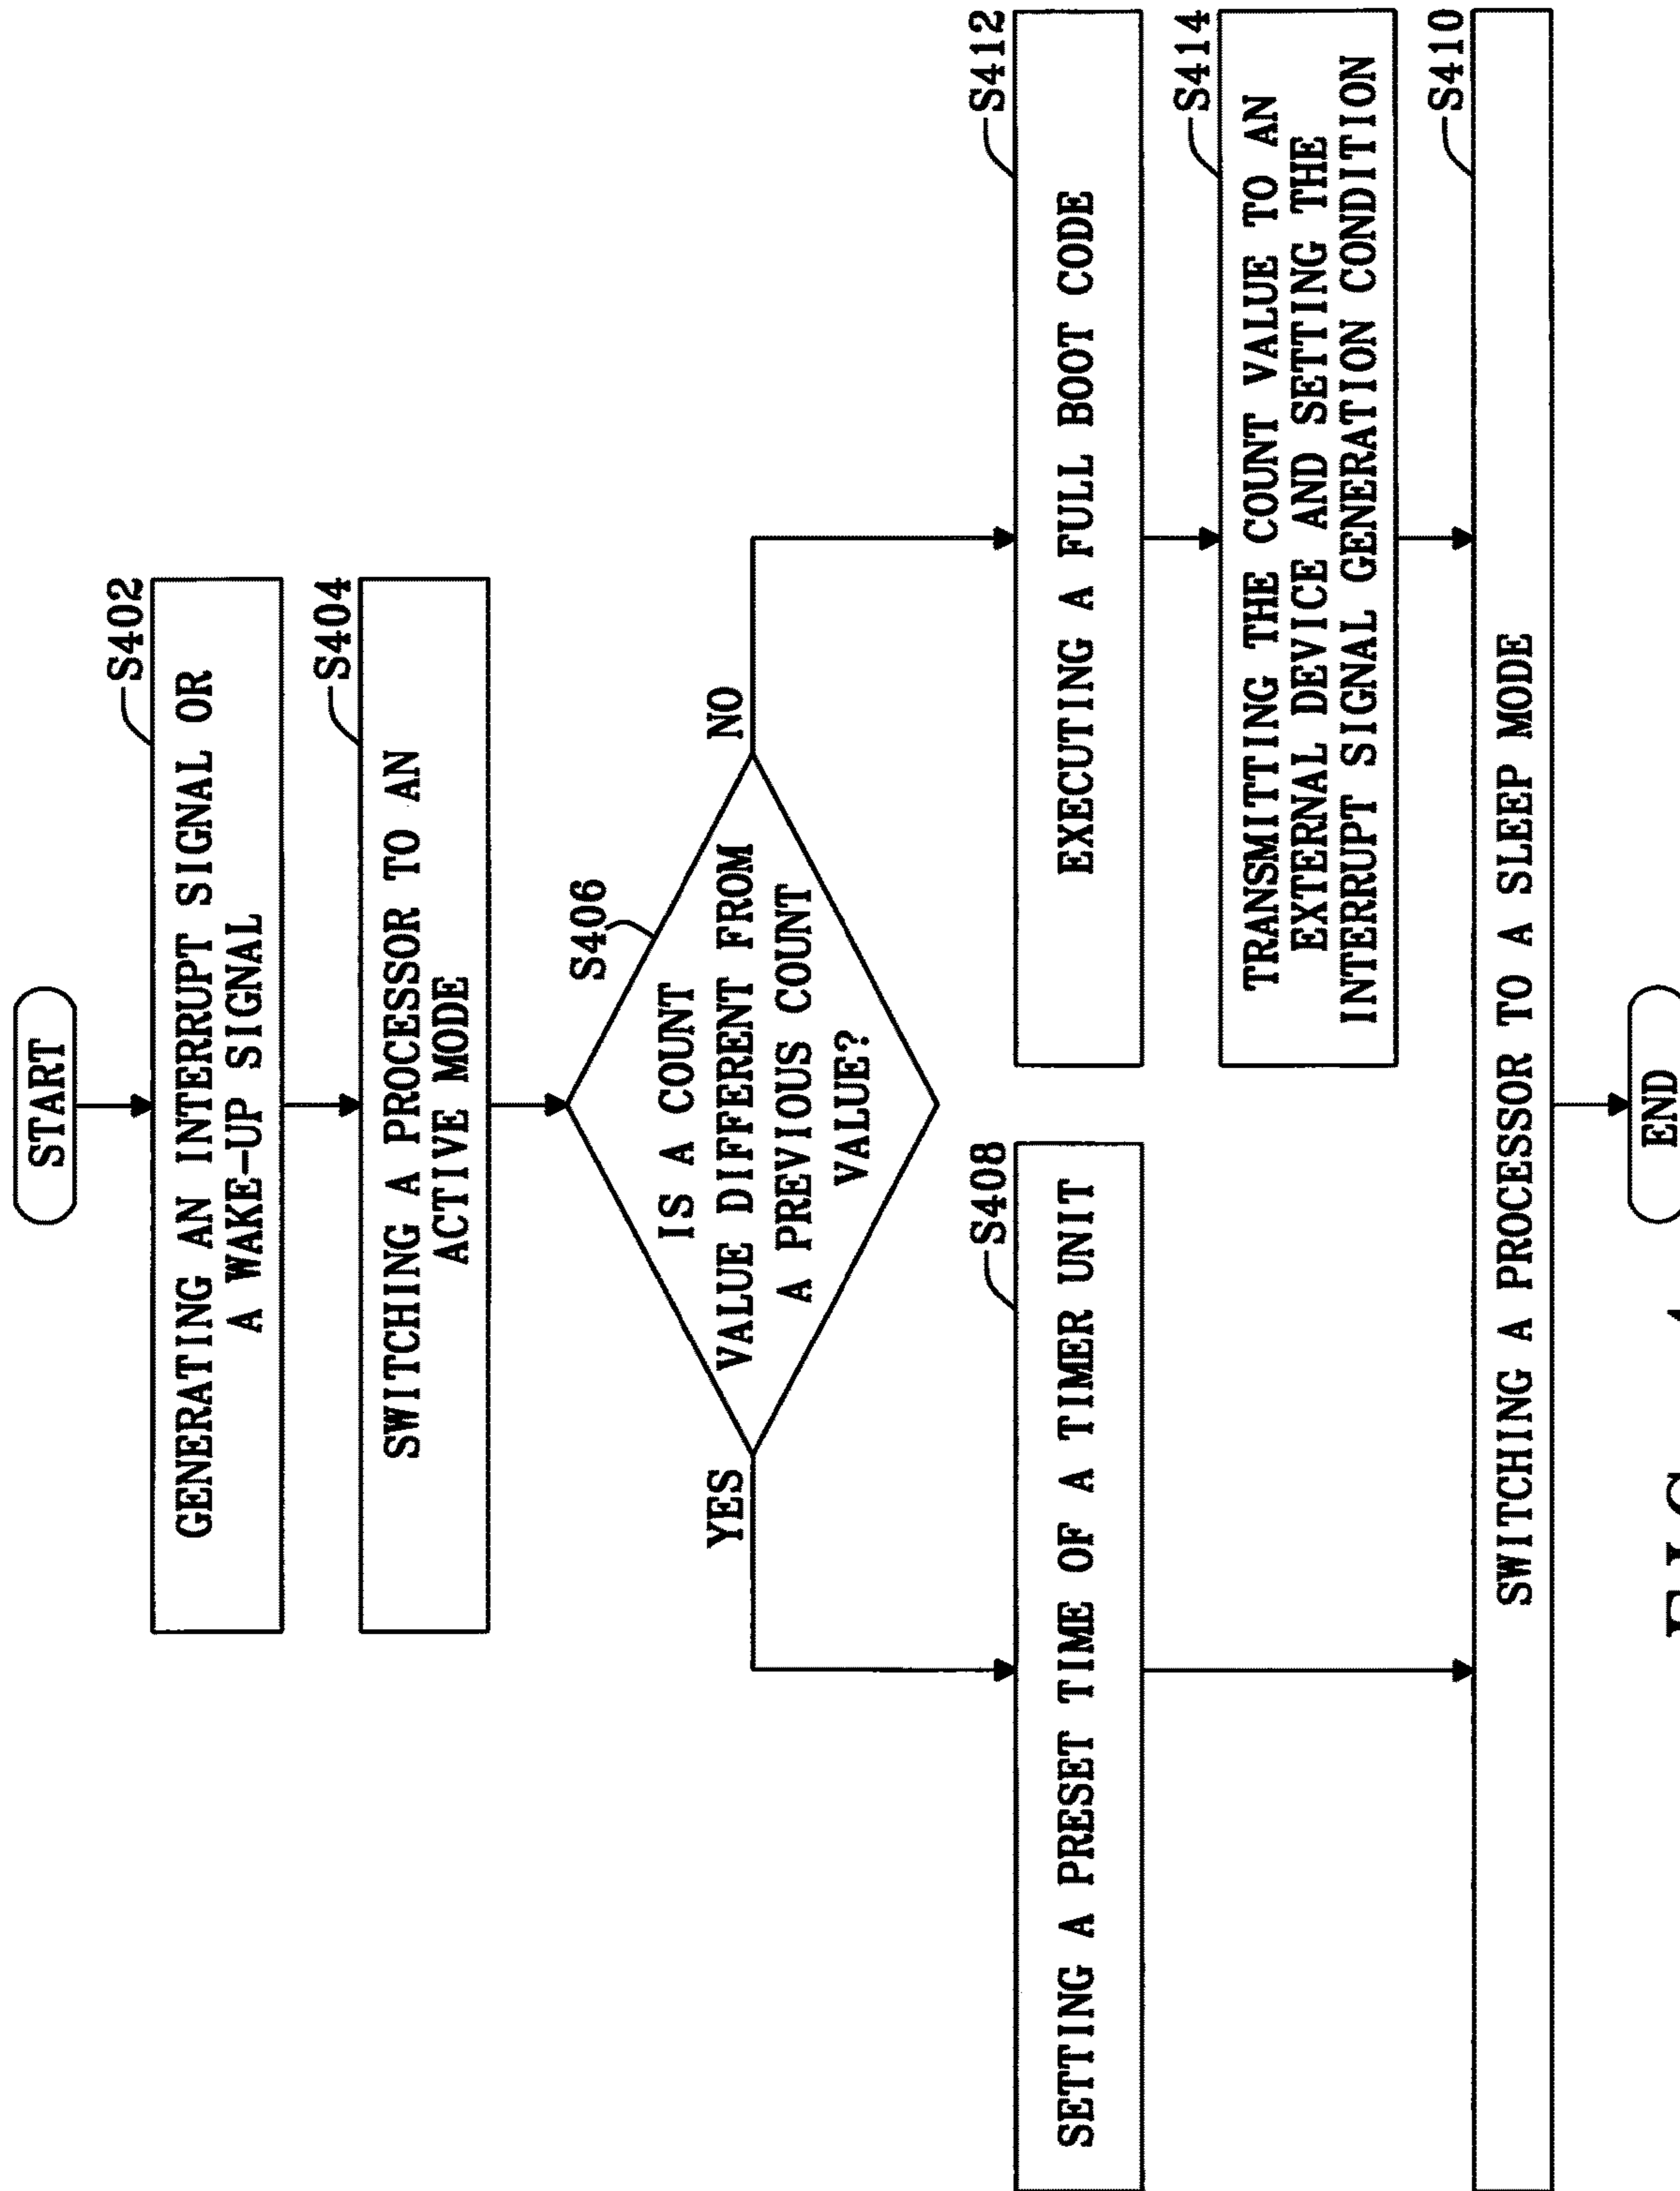 START
S402
GENERATING AN INTERRUPT SIGNAL OR
A WAKE-UP SIGNAL
S404
SWITCHING A PROCESSOR TO AN
ACTIVE MODE
S406
IS A COUNT
VALUE DIFFERENT FROM
A PREVIOUS COUNT
VALUE?
YES
NO
S408
SETTING A PRESET TIME OF A TIMER UNIT
S412
EXECUTING A FULL BOOT CODE
S414
TRANSMITTING THE COUNT VALUE TO AN
EXTERNAL DEVICE AND SETTING THE
INTERRUPT SIGNAL GENERATION CONDITION
S410
SWITCHING A PROCESSOR TO A SLEEP MODE
END